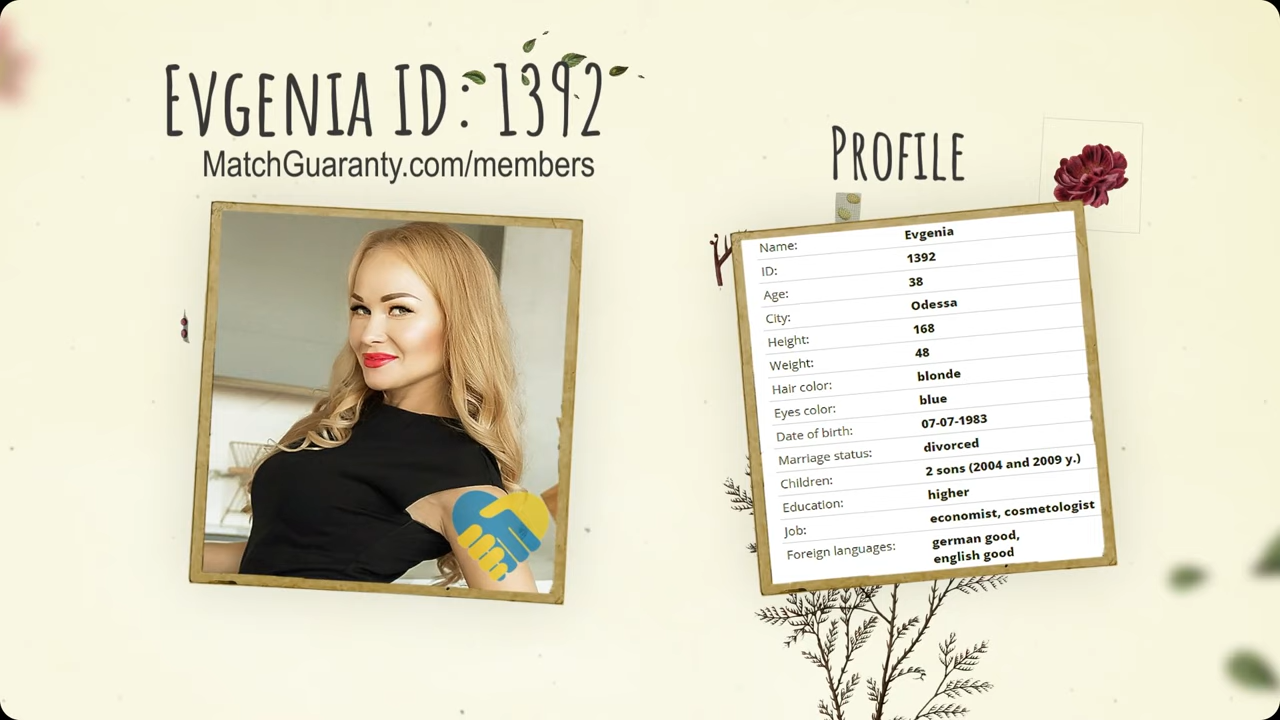 Evgenia ID: 1392
MatchGuaranty.com/members
Profile
Name: Evgenia
ID: 1392
Age: 38
City: Odessa
Height: 168
Weight: 48
Hair color: blonde
Eyes color: blue
Date of birth: 07-07-1983
Marriage status: divorced
Children: 2 sons (2004 and 2009 y.)
Education: higher
Job: economist, cosmetologist
Foreign languages: german good,
english good